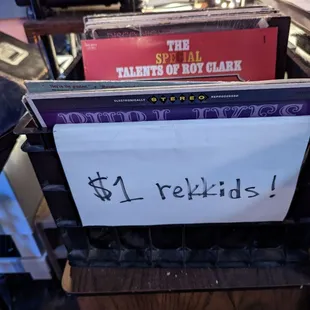 THE
SPECIAL
TALENTS OF ROY CLARK
STEREO
$1 rekkids!